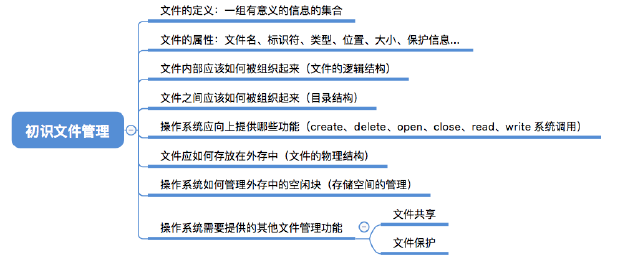 文件的定义：一组有意义的信息的集合
文件的属性：文件名、标识符、类型、位置、大小、保护信息...
文件内部应该如何被组织起来（文件的逻辑结构）
文件之间应该如何被组织起来（目录结构）
初识文件管理
操作系统应向上提供哪些功能（create、delete、open、close、read、write 系统调用）
文件应如何存放在外存中（文件的物理结构）
操作系统如何管理外存中的空闲块（存储空间的管理）
操作系统需要提供的其他文件管理功能
文件共享
文件保护